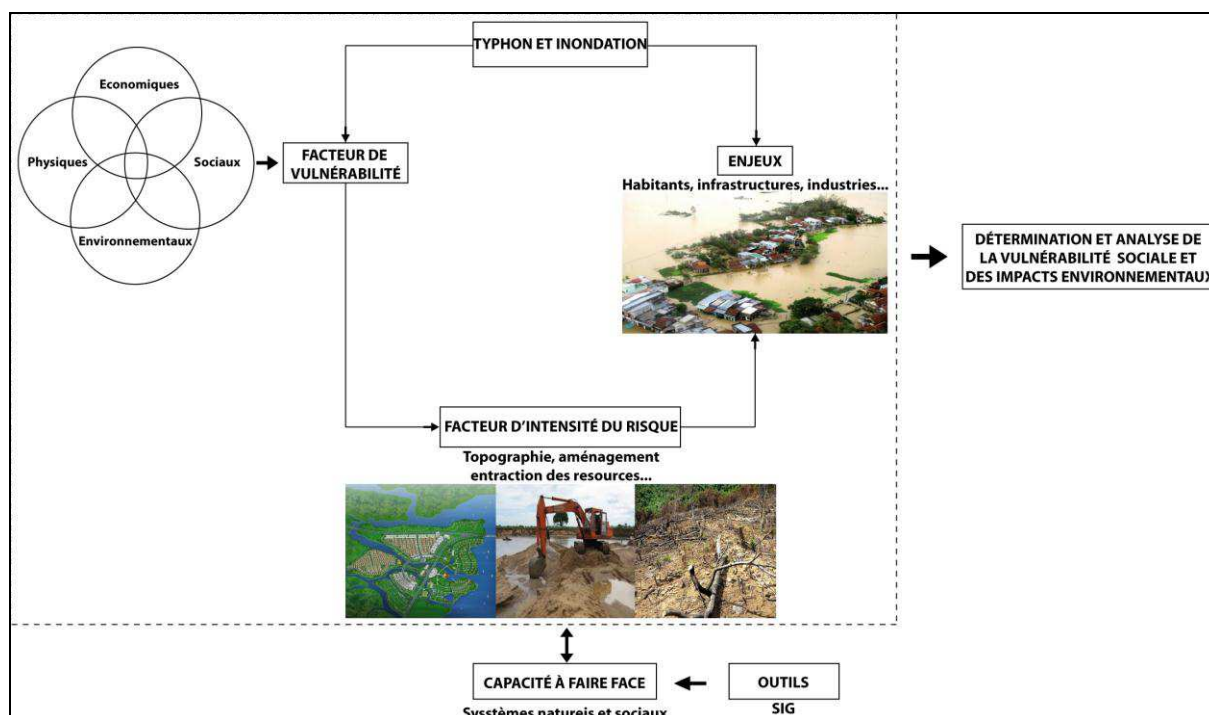 TYPHON ET INONDATION
Economiques
Physiques
Sociaux
Environnementaux
FACTEUR DE
VULNÉRABILITÉ
ENJEUX
Habitants, infrastructures, industries...
DÉTERMINATION ET ANALYSE DE
LA VULNÉRABILITÉ SOCIALE ET
DES IMPACTS ENVIRONNEMENTAUX
FACTEUR D'INTENSITÉ DU RISQUE
Topographie, aménagement
entraction des resources...
CAPACITÉ À FAIRE FACE
Sysstèmes natureis et sociaux
OUTILS
SIG